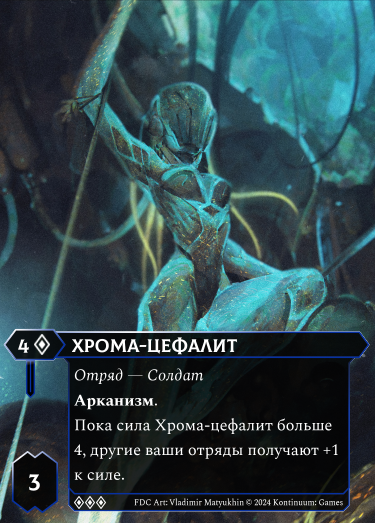 4
ХРОМА-ЦЕФАЛИТ
Отряд — Солдат
Арканизм.
Пока сила Хрома-цефалит больше
4, другие ваши отряды получают +1
к силе.
3
FDC Art: Vladimir Matyukhin © 2024 Kontinuum: Games